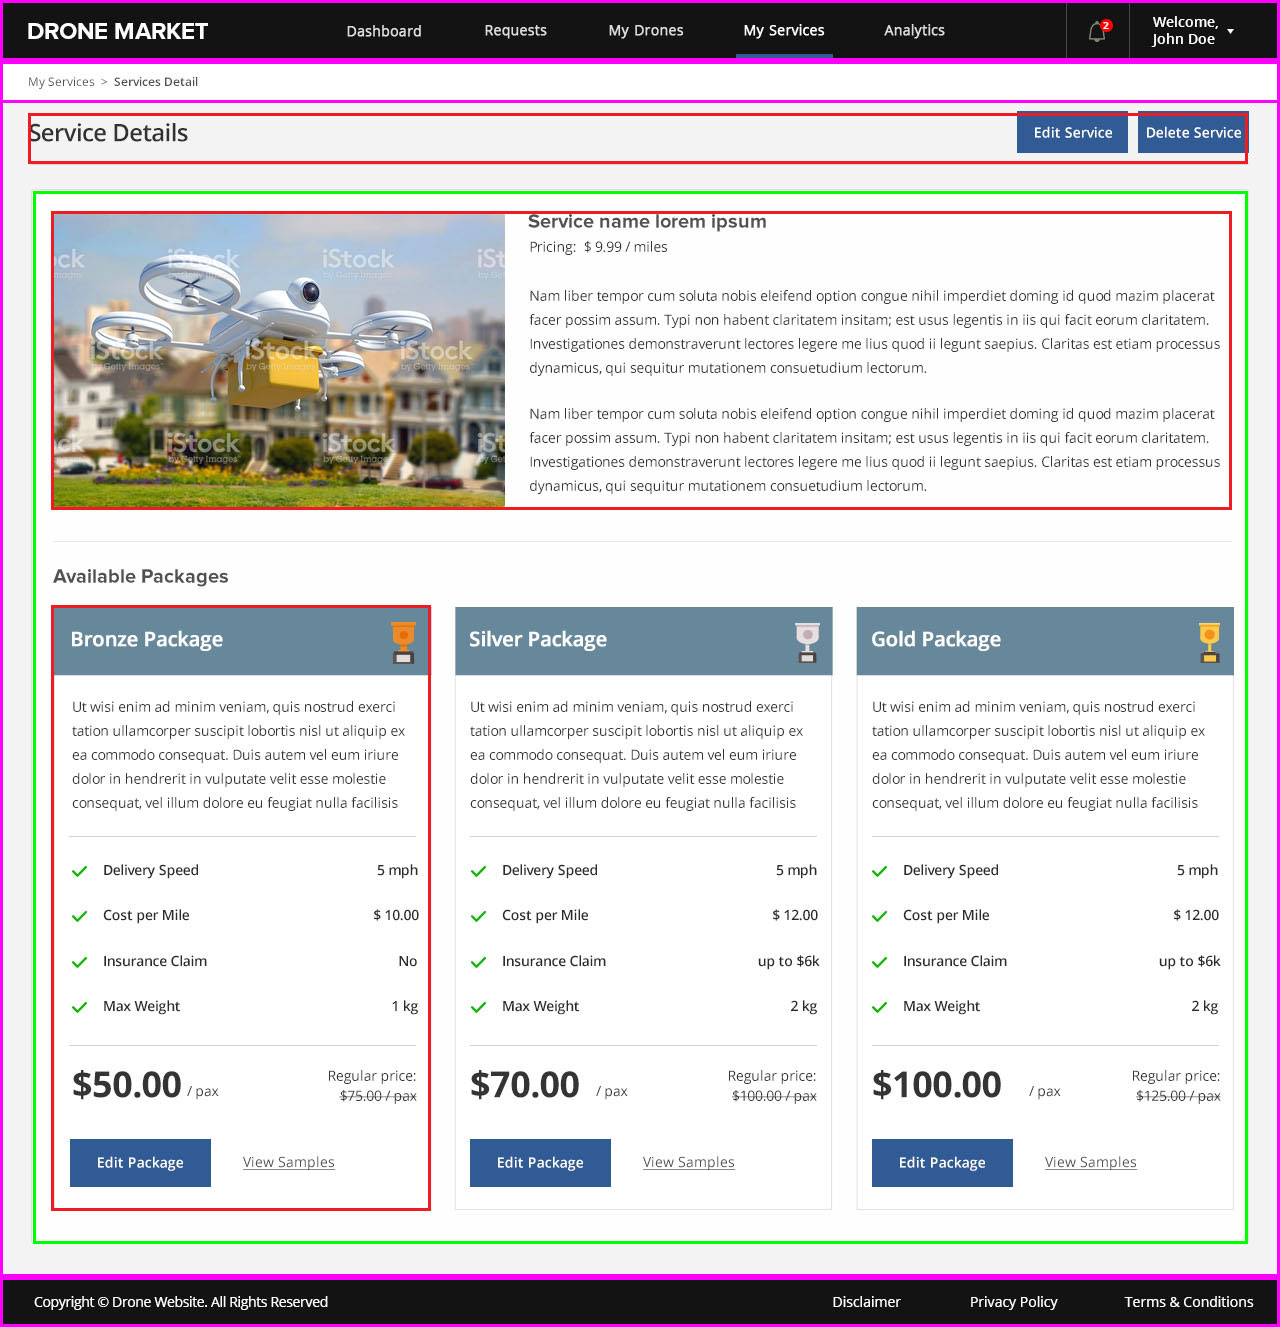 DRONE MARKET
Dashboard
Requests
My Drones
My Services
Analytics
2
Welcome,
John Doe
My Services > Services Detail
Service Details
Edit Service
Delete Service
iStock
by Getty Images
Service name lorem ipsum
Pricing: $ 9.99 / miles
Nam liber tempor cum soluta nobis eleifend option congue nihil imperdiet doming id quod mazim placerat
facer possim assum. Typi non habent claritatem insitam; est usus legentis in iis qui facit eorum claritatem.
Investigationes demonstraverunt lectores legere me lius quod ii legunt saepius. Claritas est etiam processus
dynamicus, qui sequitur mutationem consuetudium lectorum.
Nam liber tempor cum soluta nobis eleifend option congue nihil imperdiet doming id quod mazim placerat
facer possim assum. Typi non habent claritatem insitam; est usus legentis in iis qui facit eorum claritatem.
Investigationes demonstraverunt lectores legere me lius quod ii legunt saepius. Claritas est etiam processus
dynamicus, qui sequitur mutationem consuetudium lectorum.
Available Packages
Bronze Package
Ut wisi enim ad minim veniam, quis nostrud exerci
tation ullamcorper suscipit lobortis nisl ut aliquip ex
ea commodo consequat. Duis autem vel eum iriure
dolor in hendrerit in vulputate velit esse molestie
consequat, vel illum dolore eu feugiat nulla facilisis
Delivery Speed 5 mph
Cost per Mile $ 10.00
Insurance Claim No
Max Weight 1 kg
$50.00 / pax
Regular price:
$75.00 / pax
Edit Package
View Samples
Silver Package
Ut wisi enim ad minim veniam, quis nostrud exerci
tation ullamcorper suscipit lobortis nisl ut aliquip ex
ea commodo consequat. Duis autem vel eum iriure
dolor in hendrerit in vulputate velit esse molestie
consequat, vel illum dolore eu feugiat nulla facilisis
Delivery Speed 5 mph
Cost per Mile $ 12.00
Insurance Claim up to $6k
Max Weight 2 kg
$70.00 / pax
Regular price:
$100.00 / pax
Edit Package
View Samples
Gold Package
Ut wisi enim ad minim veniam, quis nostrud exerci
tation ullamcorper suscipit lobortis nisl ut aliquip ex
ea commodo consequat. Duis autem vel eum iriure
dolor in hendrerit in vulputate velit esse molestie
consequat, vel illum dolore eu feugiat nulla facilisis
Delivery Speed 5 mph
Cost per Mile $ 12.00
Insurance Claim up to $6k
Max Weight 2 kg
$100.00 / pax
Regular price:
$125.00 / pax
Edit Package
View Samples
Copyright © Drone Website. All Rights Reserved
Disclaimer
Privacy Policy
Terms & Conditions